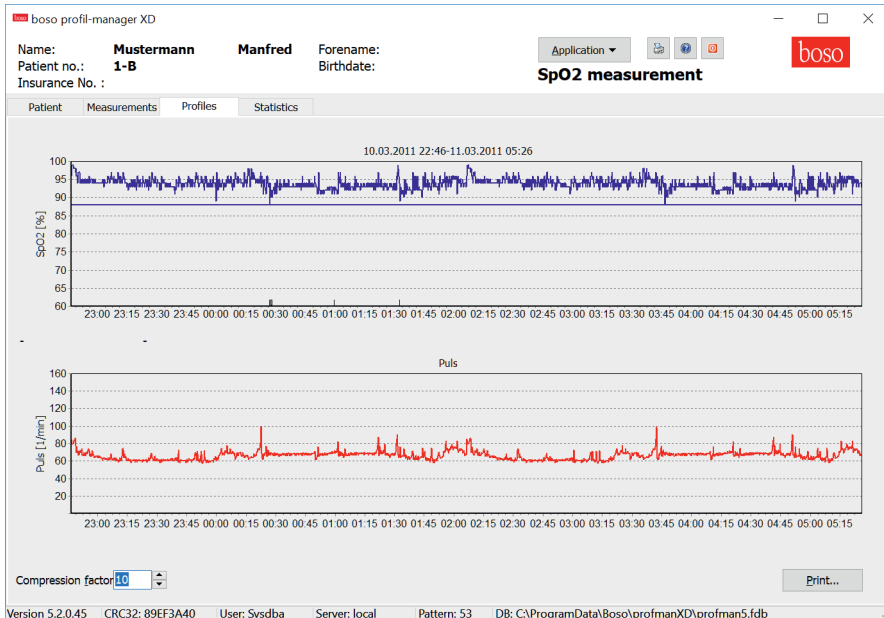 boso boso profil-manager XD
Name: Mustermann Manfred Forename:
Patient no.: 1-B Birthdate:
Insurance No. :
Application
SpO2 measurement
boso
Patient Measurements Profiles Statistics
10.03.2011 22:46-11.03.2011 05:26
SpO2 [%]
100
95
90
85
80
75
70
65
60
23:00 23:15 23:30 23:45 00:00 00:15 00:30 00:45 01:00 01:15 01:30 01:45 02:00 02:15 02:30 02:45 03:00 03:15 03:30 03:45 04:00 04:15 04:30 04:45 05:00 05:15
- -
Puls
Puls [1/min]
160
140
120
100
80
60
40
20
23:00 23:15 23:30 23:45 00:00 00:15 00:30 00:45 01:00 01:15 01:30 01:45 02:00 02:15 02:30 02:45 03:00 03:15 03:30 03:45 04:00 04:15 04:30 04:45 05:00 05:15
Compression factor 10
Print...
Version 5.2.0.45 CRC32: 89EF3A40 User: Sysdba Server: local Pattern: 53 DB: C:\ProgramData\Boso\profmanXD\profman5.fdb